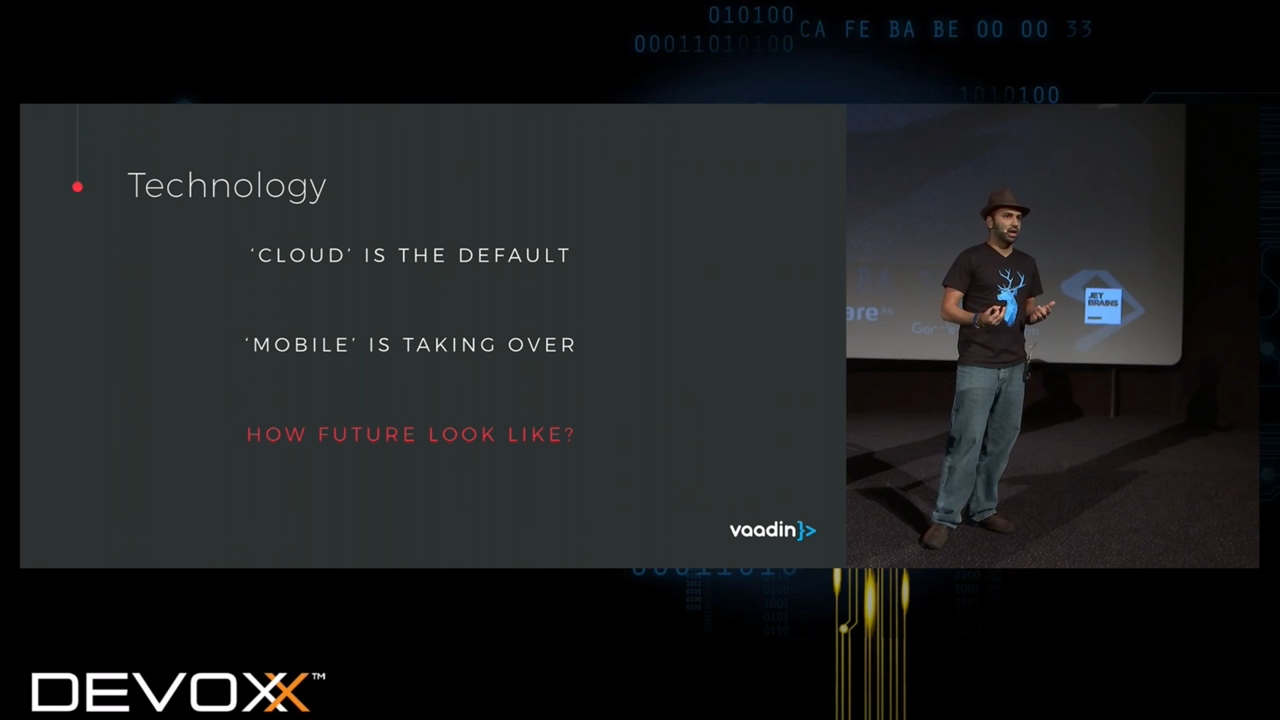 010100
00011010100
CA FE BA BE 00 00 33
Technology
‘CLOUD’ IS THE DEFAULT
‘MOBILE’ IS TAKING OVER
HOW FUTURE LOOK LIKE?
vaadin}>
JET
BRAINS
DEVOXX™